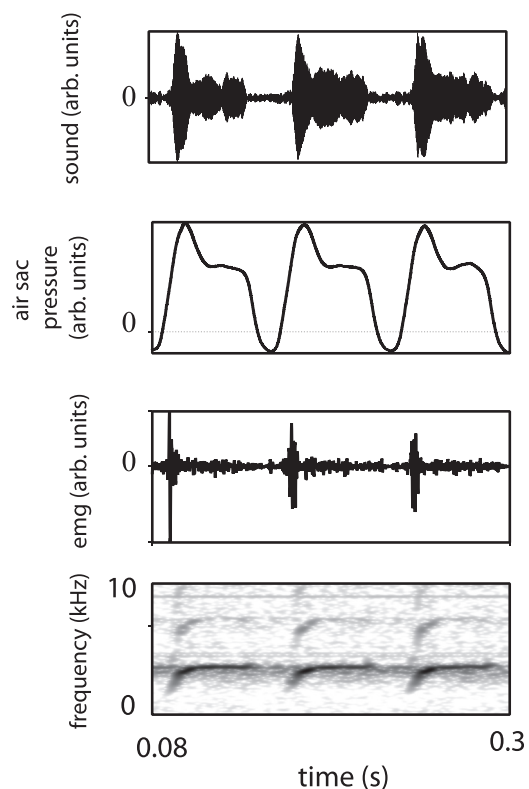 sound (arb. units)
0
air sac
pressure
(arb. units)
0
emg (arb. units)
0
frequency (kHz)
10
0
0.08
0.3
time (s)